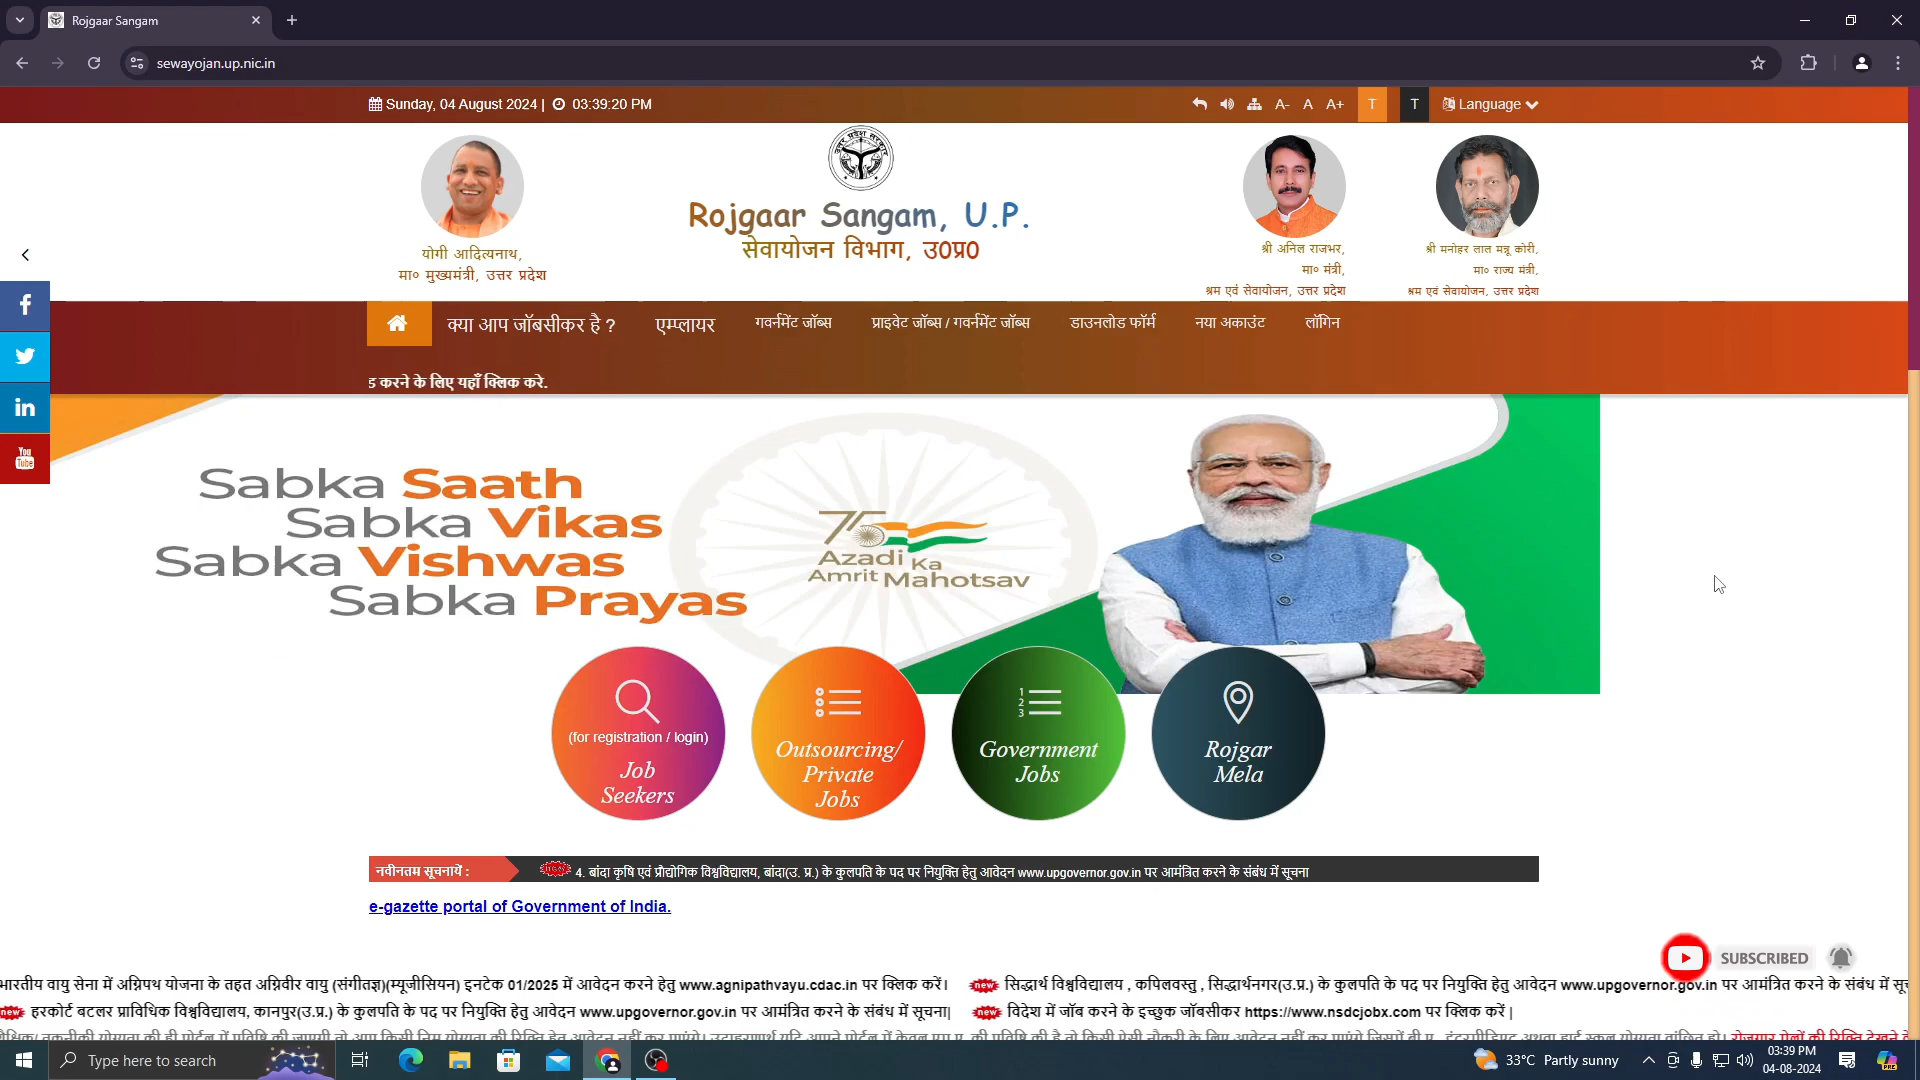 Rojgaar Sangam
sewayojan.up.nic.in
Sunday, 04 August 2024 | 03:39:20 PM
A- A A+ T T Language
उत्तर प्रदेश सरकार
Rojgaar Sangam, U.P.
सेवायोजन विभाग, उ0प्र0
योगी आदित्यनाथ,
मा० मुख्यमंत्री, उत्तर प्रदेश
श्री अनिल राजभर,
मा० मंत्री,
श्रम एवं सेवायोजन, उत्तर प्रदेश
श्री मनोहर लाल मन्नू कोरी,
मा० राज्य मंत्री,
श्रम एवं सेवायोजन, उत्तर प्रदेश
क्या आप जॉबसीकर है ? एम्प्लायर गवर्नमेंट जॉब्स प्राइवेट जॉब्स / गवर्नमेंट जॉब्स डाउनलोड फॉर्म नया अकाउंट लॉगिन
ड करने के लिए यहाँ क्लिक करे.
You
Tube
Sabka Saath
Sabka Vikas
Sabka Vishwas
Sabka Prayas
75
Azadi Ka
Amrit Mahotsav
(for registration / login)
Job
Seekers
Outsourcing/
Private
Jobs
1
2
3
Government
Jobs
Rojgar
Mela
नवीनतम सूचनायें : 4. बांदा कृषि एवं प्रौद्योगिक विश्वविद्यालय, बांदा(उ. प्र.) के कुलपति के पद पर नियुक्ति हेतु आवेदन www.upgovernor.gov.in पर आमंत्रित करने के संबंध में सूचना
e-gazette portal of Government of India.
SUBSCRIBED
भारतीय वायु सेना में अग्निपथ योजना के तहत अग्निवीर वायु (संगीतज्ञ)(म्यूजीसियन) इनटेक 01/2025 में आवेदन करने हेतु www.agnipathvayu.cdac.in पर क्लिक करें। new सिद्धार्थ विश्वविद्यालय , कपिलवस्तु , सिद्धार्थनगर(उ.प्र.) के कुलपति के पद पर नियुक्ति हेतु आवेदन www.upgovernor.gov.in पर आमंत्रित करने के संबंध में
new हरकोर्ट बटलर प्राविधिक विश्वविद्यालय, कानपुर(उ.प्र.) के कुलपति के पद पर नियुक्ति हेतु आवेदन www.upgovernor.gov.in पर आमंत्रित करने के संबंध में सूचना| new विदेश में जॉब करने के इच्छुक जॉबसीकर https://www.nsdcjobx.com पर क्लिक करें |
Type here to search
33°C Partly sunny
03:39 PM
04-08-2024